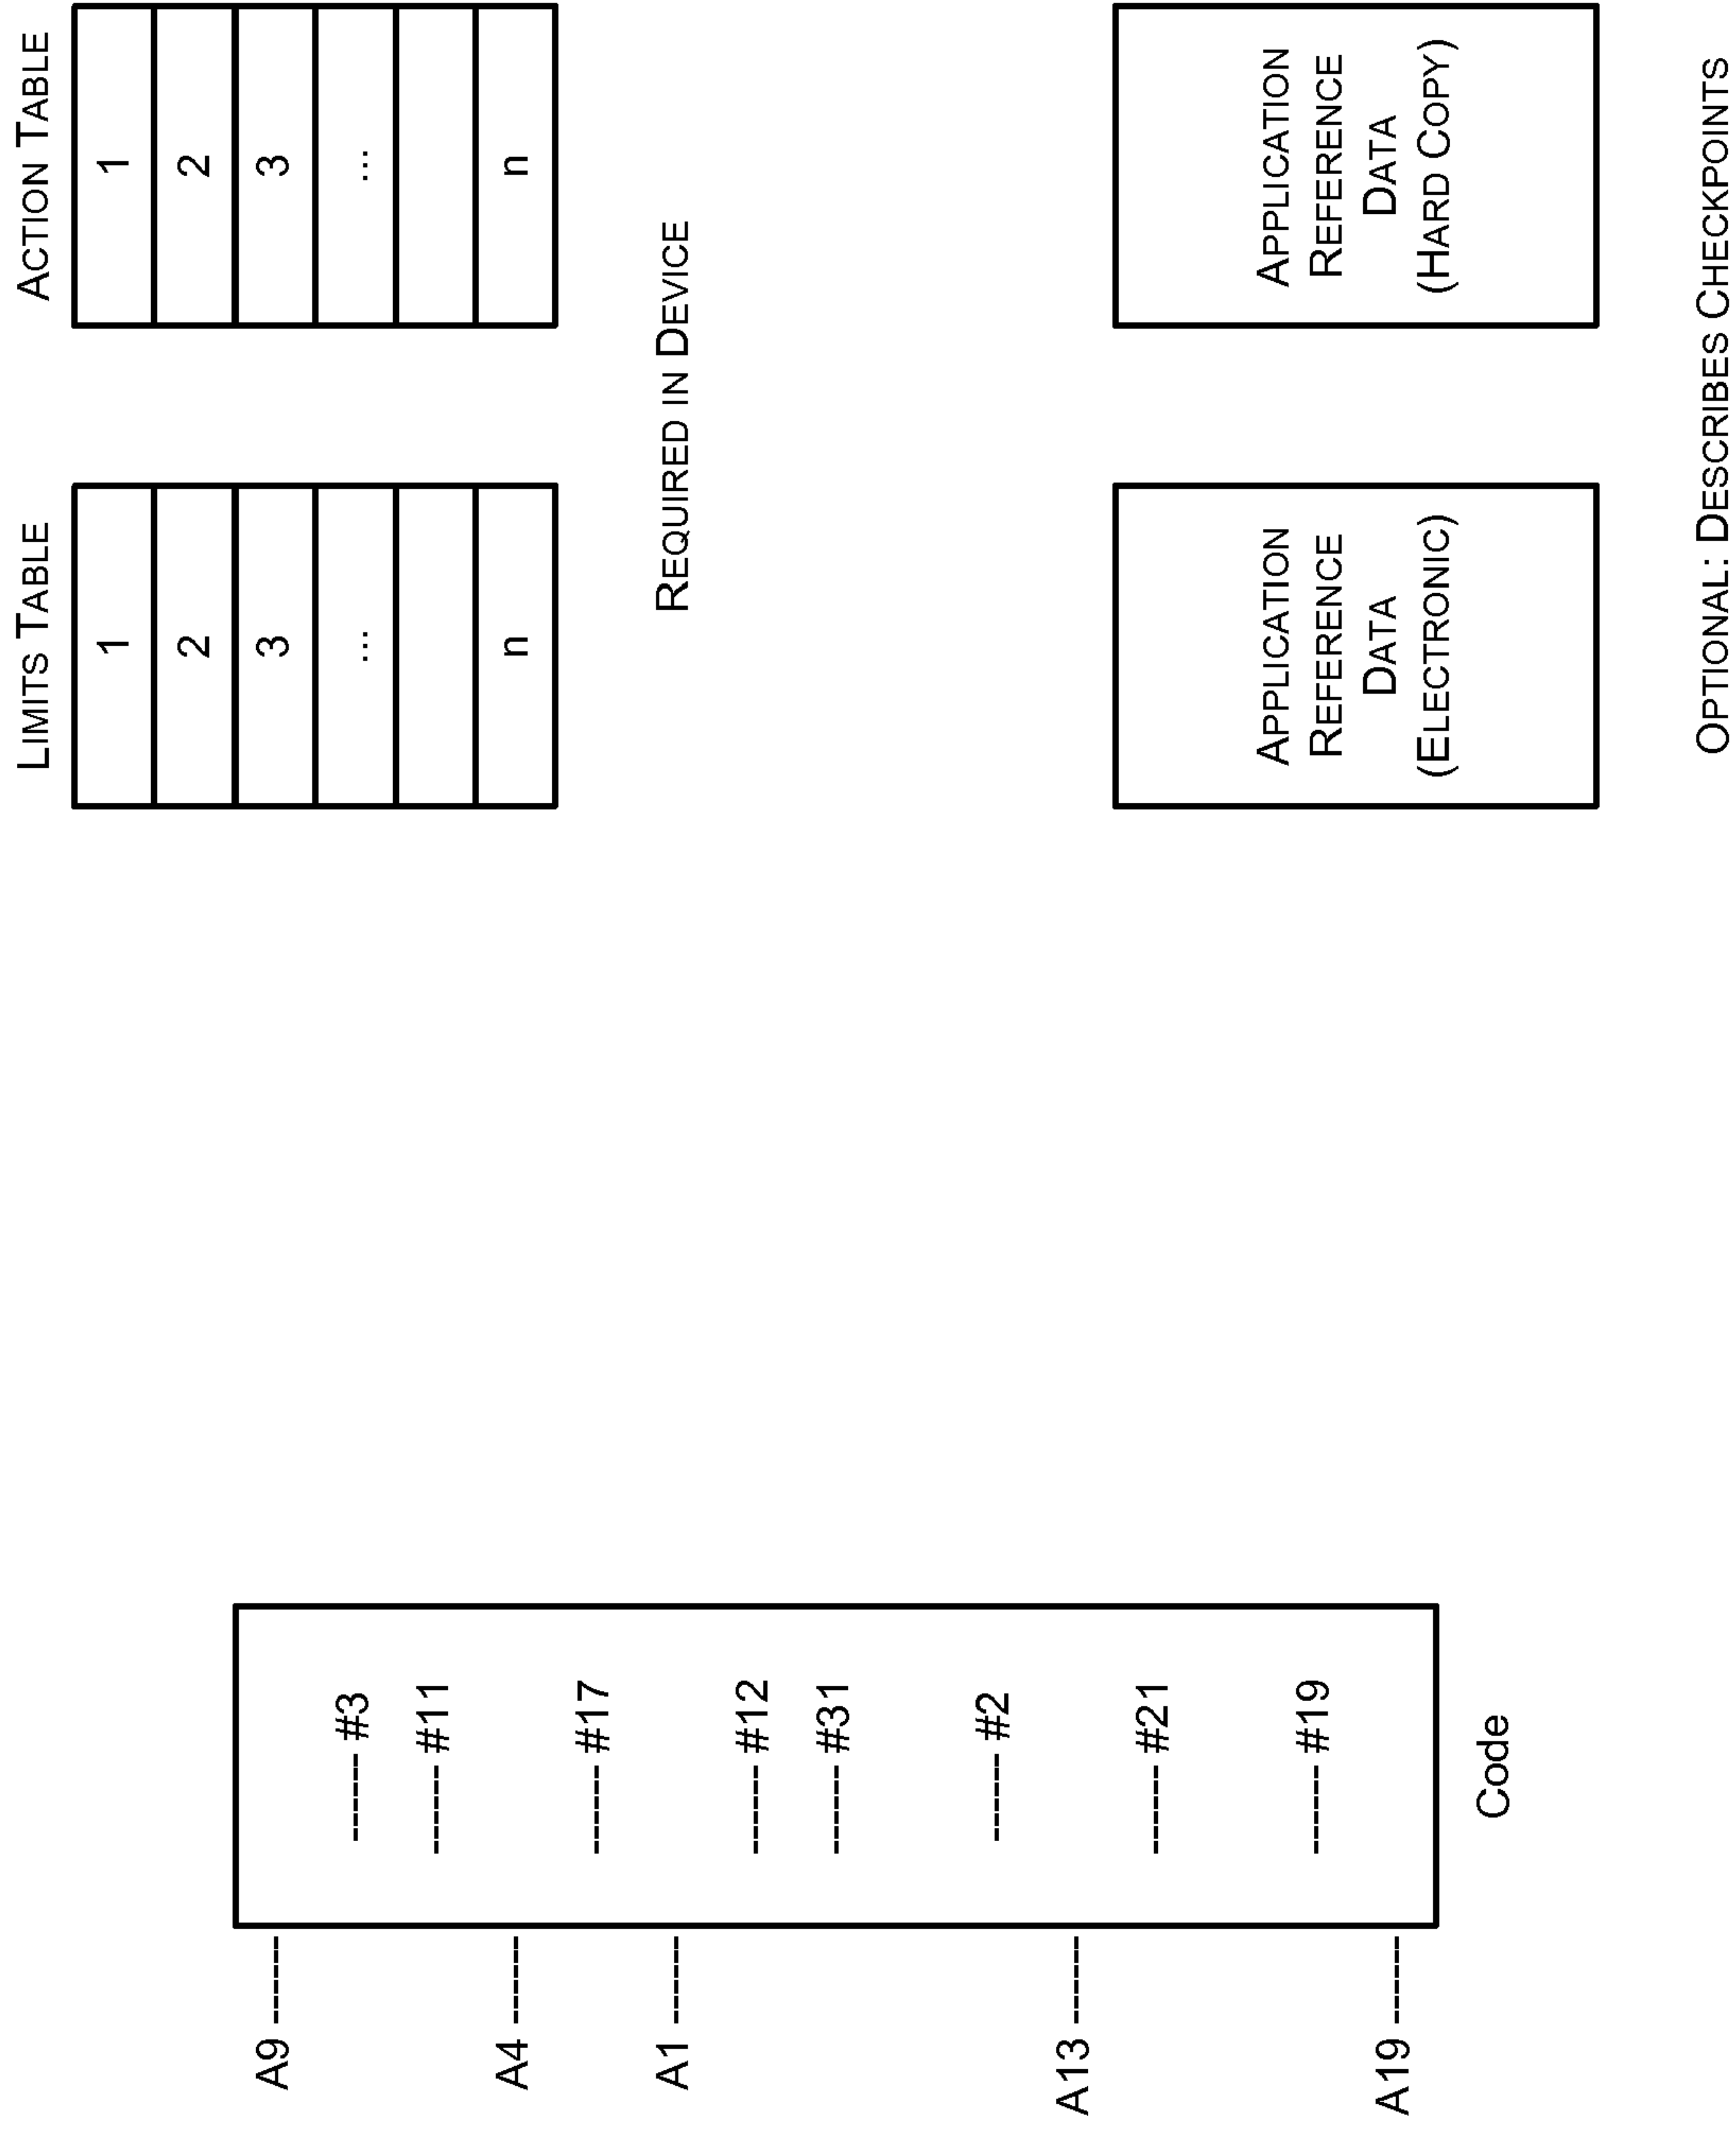 A9 --------
-------- #3
-------- #11
A4 --------
-------- #17
A1 --------
-------- #12
-------- #31
-------- #2
A13 --------
-------- #21
-------- #19
A19 --------
Code
LIMITS TABLE
1
2
3
...
n
ACTION TABLE
1
2
3
...
n
REQUIRED IN DEVICE
APPLICATION
REFERENCE
DATA
(ELECTRONIC)
APPLICATION
REFERENCE
DATA
(HARD COPY)
OPTIONAL: DESCRIBES CHECKPOINTS